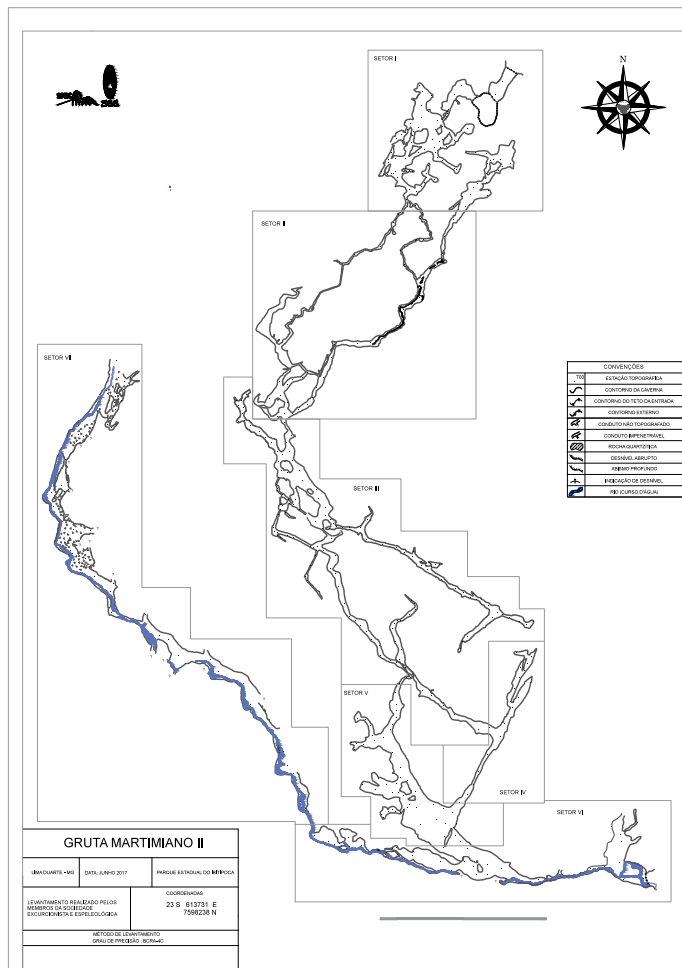 SETOR I
N
SETOR II
SETOR VII
CONVENÇÕES
T00 ESTAÇÃO TOPOGRÁFICA
CONTORNO DA CAVERNA
CONTORNO DO TETO DA ENTRADA
CONTORNO EXTERNO
CONDUTO NÃO TOPOGRAFADO
CONDUTO IMPENETRÁVEL
ROCHA QUARTZÍTICA
DESNÍVEL ABRUPTO
ABISMO PROFUNDO
INDICAÇÃO DE DESNÍVEL
RIO (CURSO D'ÁGUA)
SETOR III
SETOR V
SETOR IV
SETOR VI
GRUTA MARTIMIANO II
LIMA DUARTE - MG DATA: JUNHO 2017 PARQUE ESTADUAL DO IBITIPOCA
LEVANTAMENTO REALIZADO PELOS
MEMBROS DA SOCIEDADE
EXCURSIONISTA E ESPELEOLÓGICA
COORDENADAS
23 S 613731 E
7598238 N
MÉTODO DE LEVANTAMENTO
GRAU DE PRECISÃO : BCRA-4C